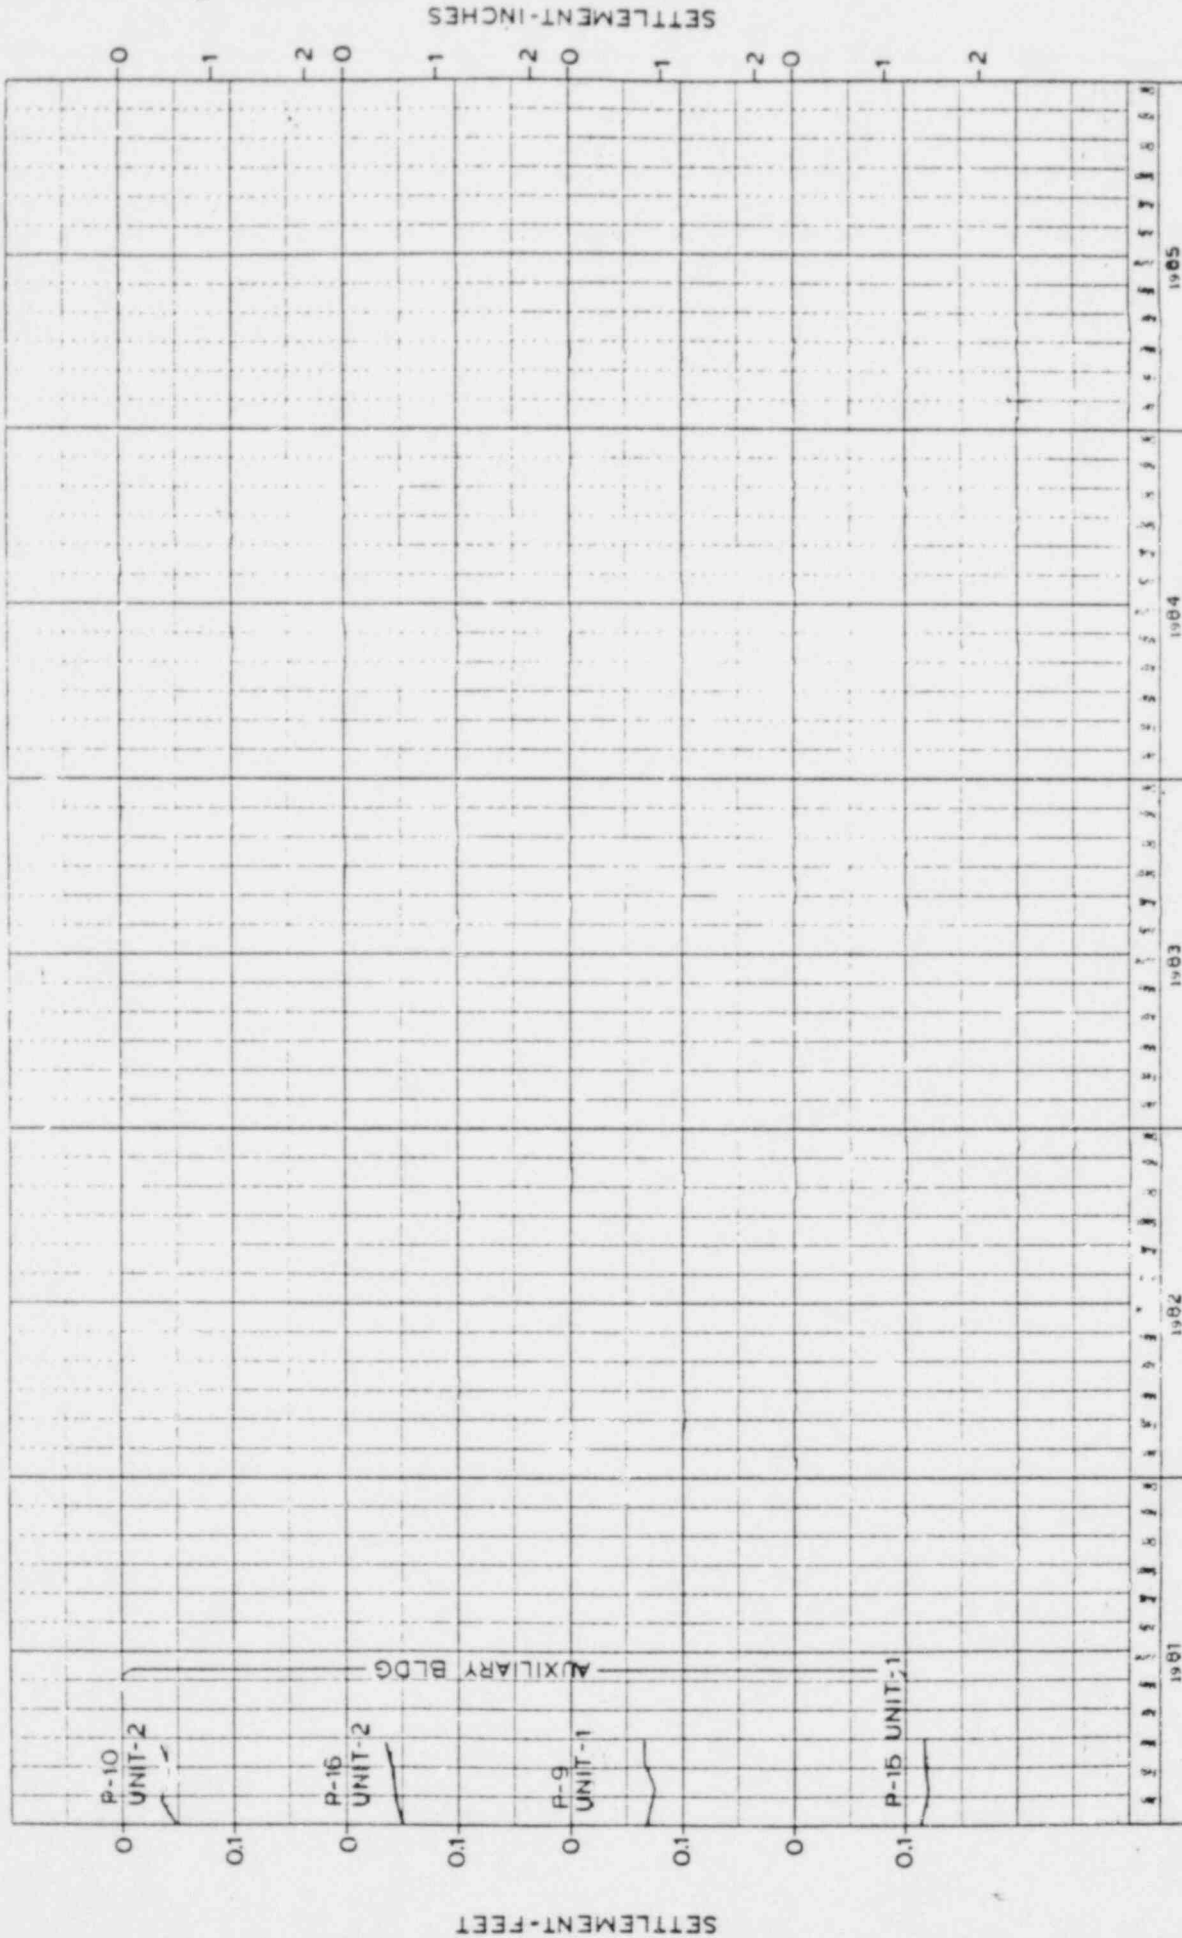 SETTLEMENT-INCHES
0
1
2
0
1
2
0
1
2
0
1
2
P-10
UNIT-2
P-16
UNIT-2
P-9
UNIT-1
P-15 UNIT-1
AUXILIARY BLDG
0
0.1
0
0.1
0
0.1
0
0.1
SETTLEMENT-FEET
1981
1982
1983
1984
1985